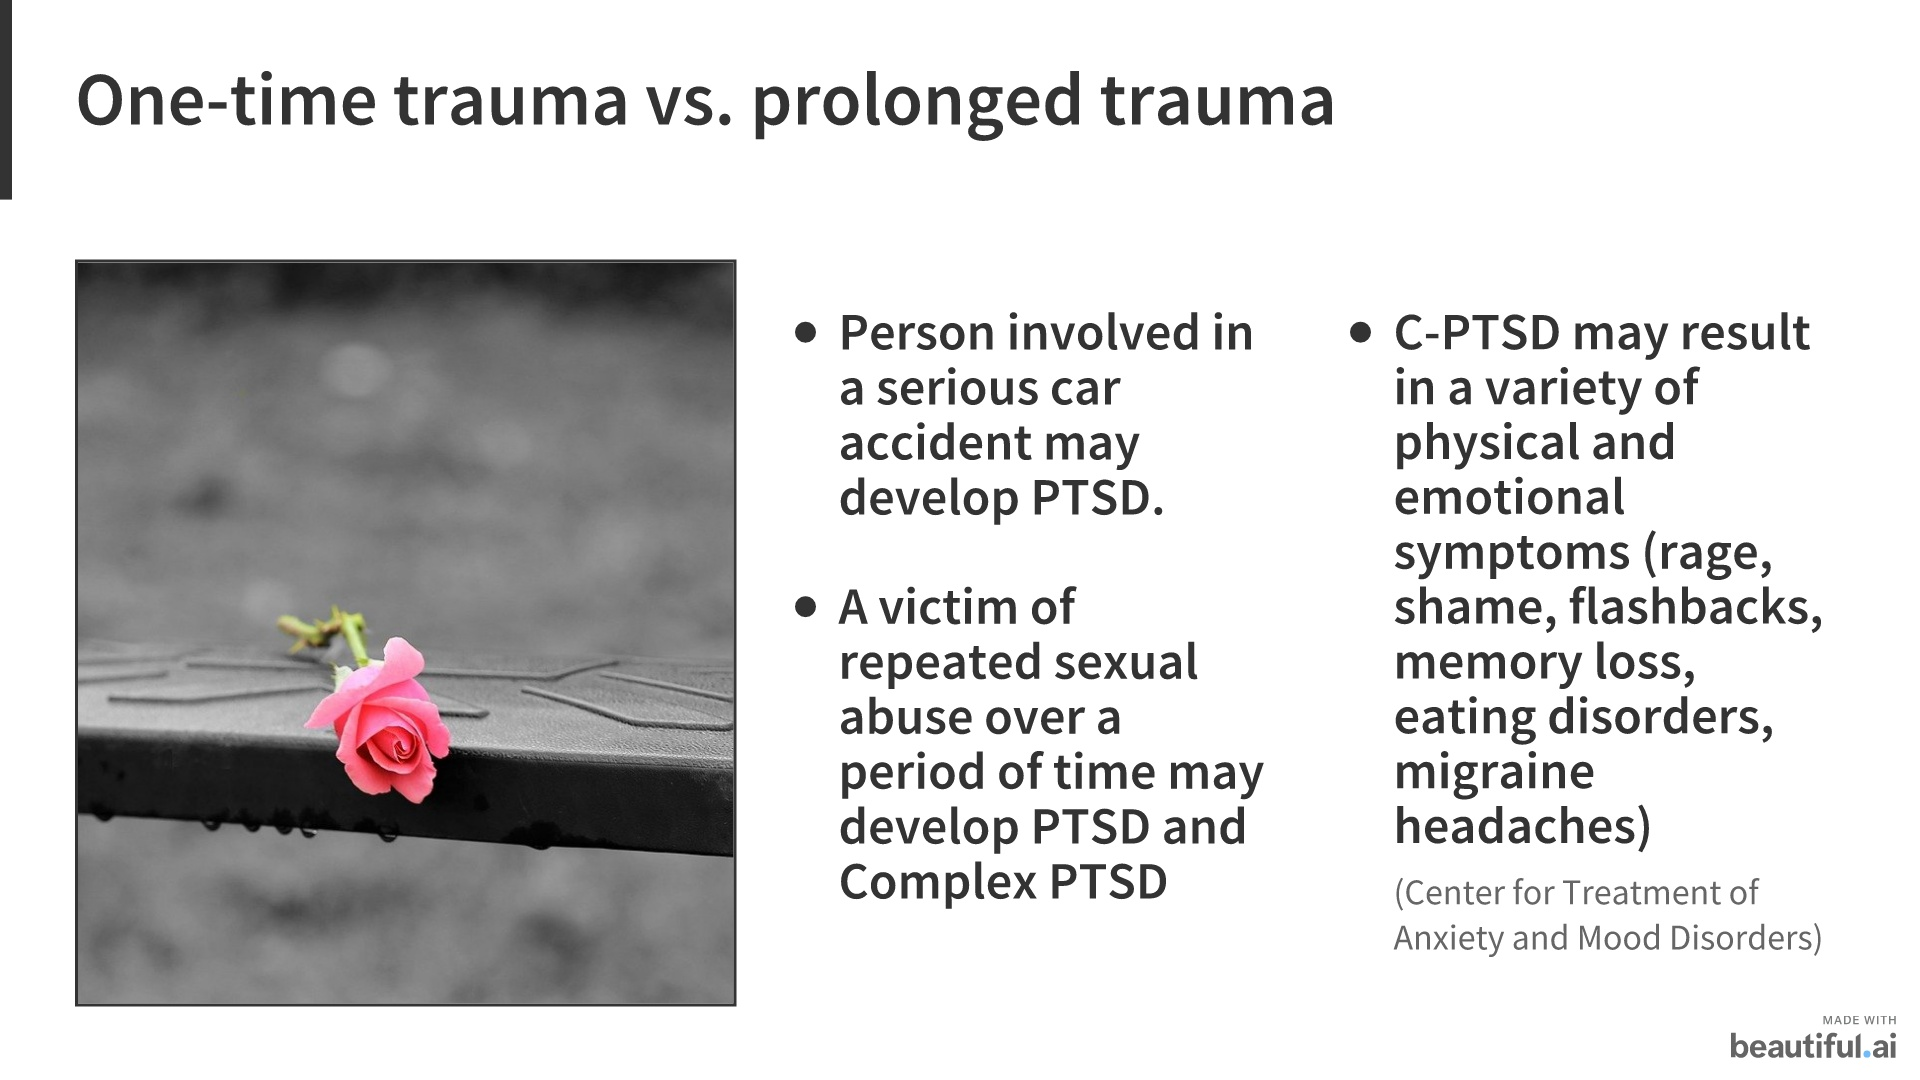 One-time trauma vs. prolonged trauma
• Person involved in
a serious car
accident may
develop PTSD.
• A victim of
repeated sexual
abuse over a
period of time may
develop PTSD and
Complex PTSD
• C-PTSD may result
in a variety of
physical and
emotional
symptoms (rage,
shame, flashbacks,
memory loss,
eating disorders,
migraine
headaches)
(Center for Treatment of
Anxiety and Mood Disorders)
MADE WITH
beautiful.ai